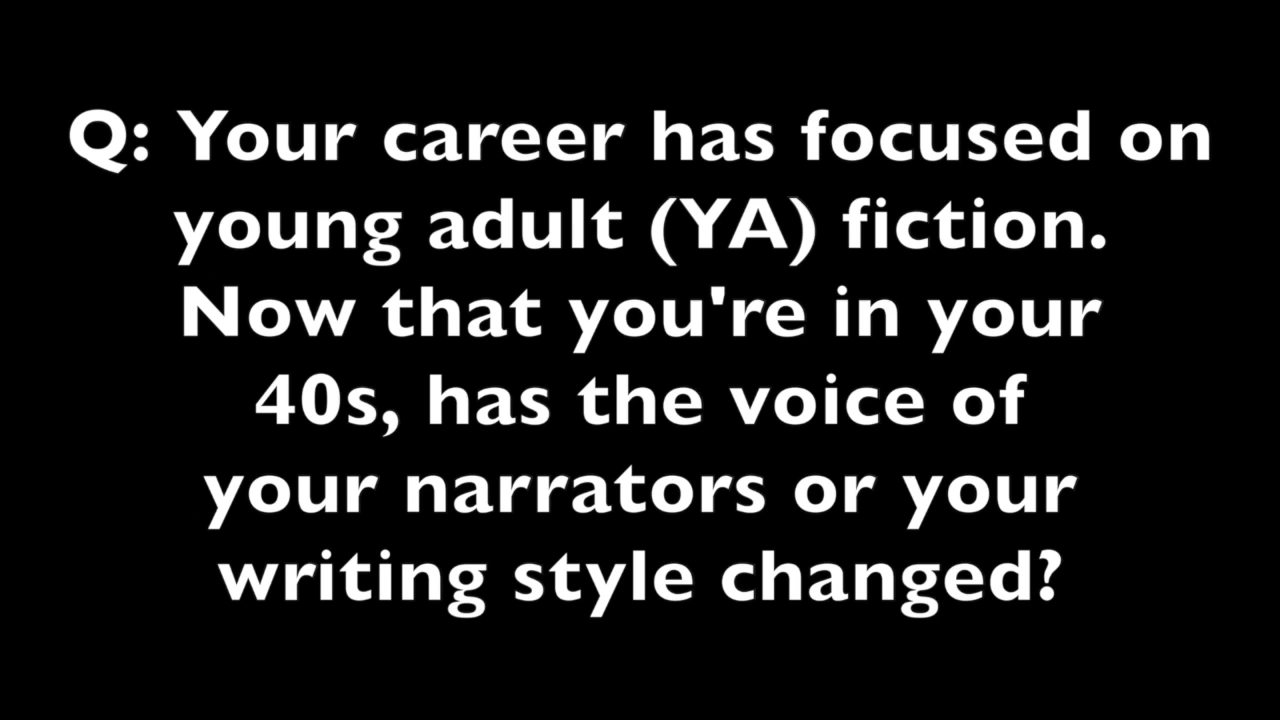 Q: Your career has focused on
young adult (YA) fiction.
Now that you're in your
40s, has the voice of
your narrators or your
writing style changed?